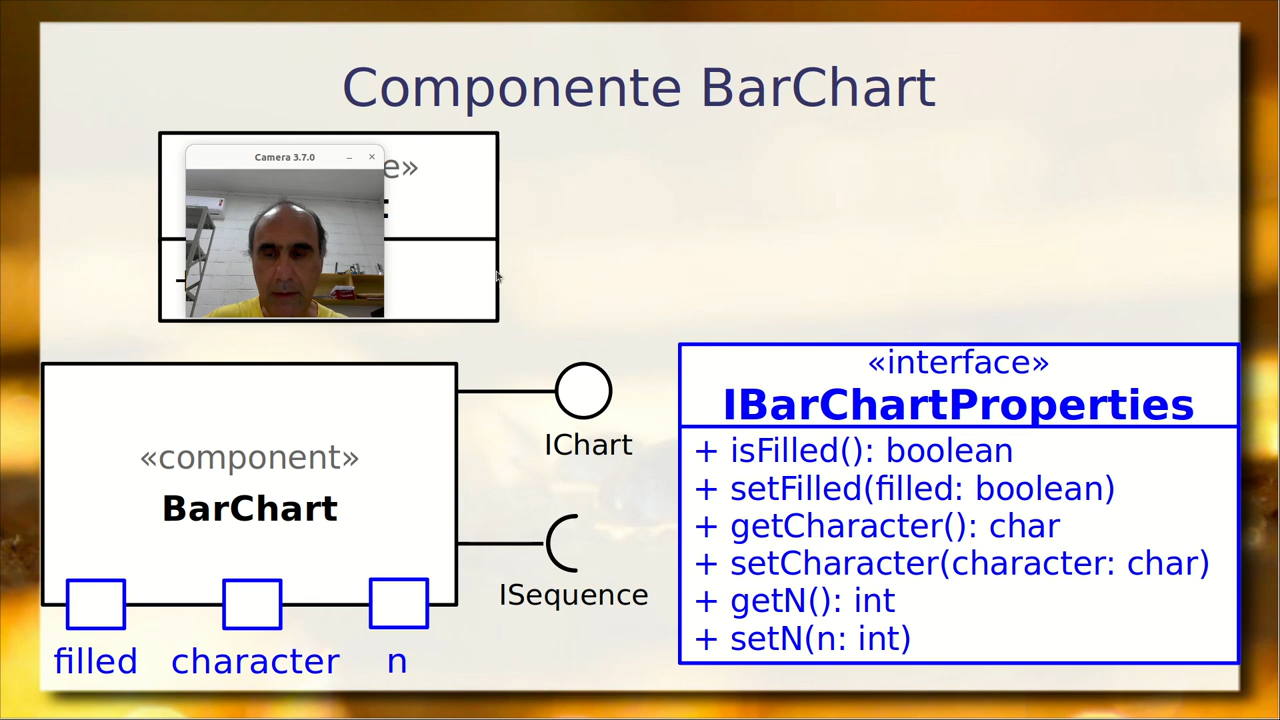 Componente BarChart
Camera 3.7.0
e»
«interface»
IBarChartProperties
+ isFilled(): boolean
+ setFilled(filled: boolean)
+ getCharacter(): char
+ setCharacter(character: char)
+ getN(): int
+ setN(n: int)
IChart
«component»
BarChart
ISequence
filled character n